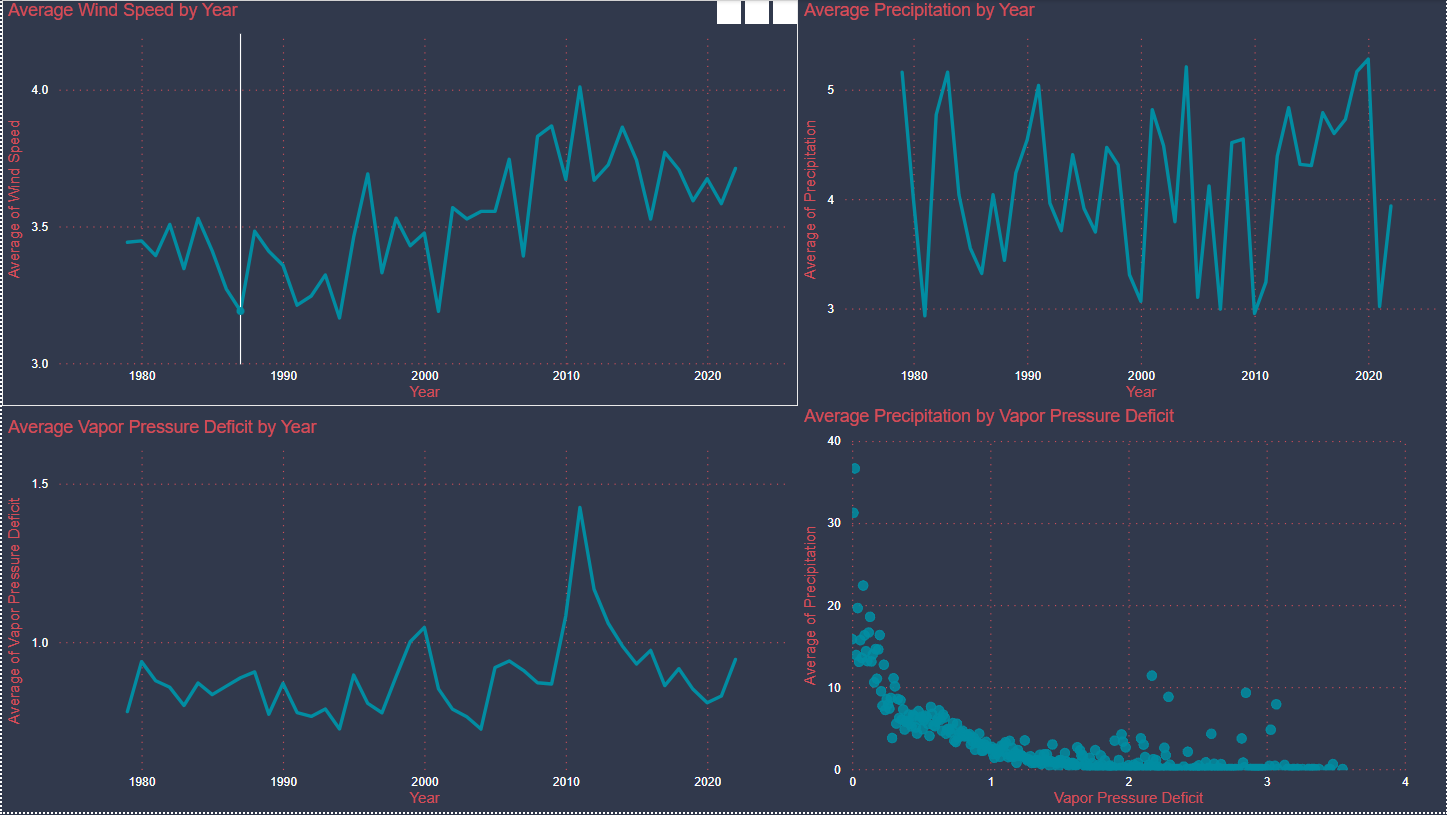 Average Wind Speed by Year
Average of Wind Speed
4.0
3.5
3.0
1980 1990 2000 2010 2020
Year
Average Precipitation by Year
Average of Precipitation
5
4
3
1980 1990 2000 2010 2020
Year
Average Vapor Pressure Deficit by Year
Average of Vapor Pressure Deficit
1.5
1.0
1980 1990 2000 2010 2020
Year
Average Precipitation by Vapor Pressure Deficit
Average of Precipitation
40
30
20
10
0
0 1 2 3 4
Vapor Pressure Deficit